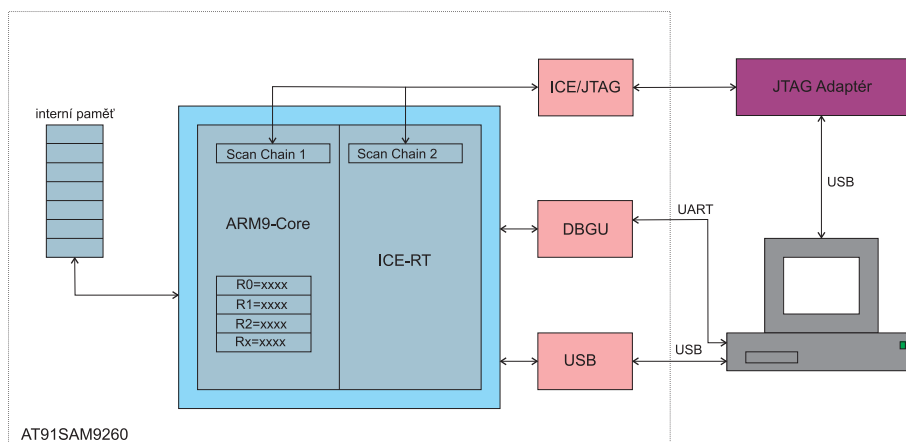 ICE/JTAG
JTAG Adaptér
interní paměť
Scan Chain 1
Scan Chain 2
USB
UART
ARM9-Core
DBGU
ICE-RT
R0=xxxx
R1=xxxx
R2=xxxx
Rx=xxxx
USB
USB
AT91SAM9260